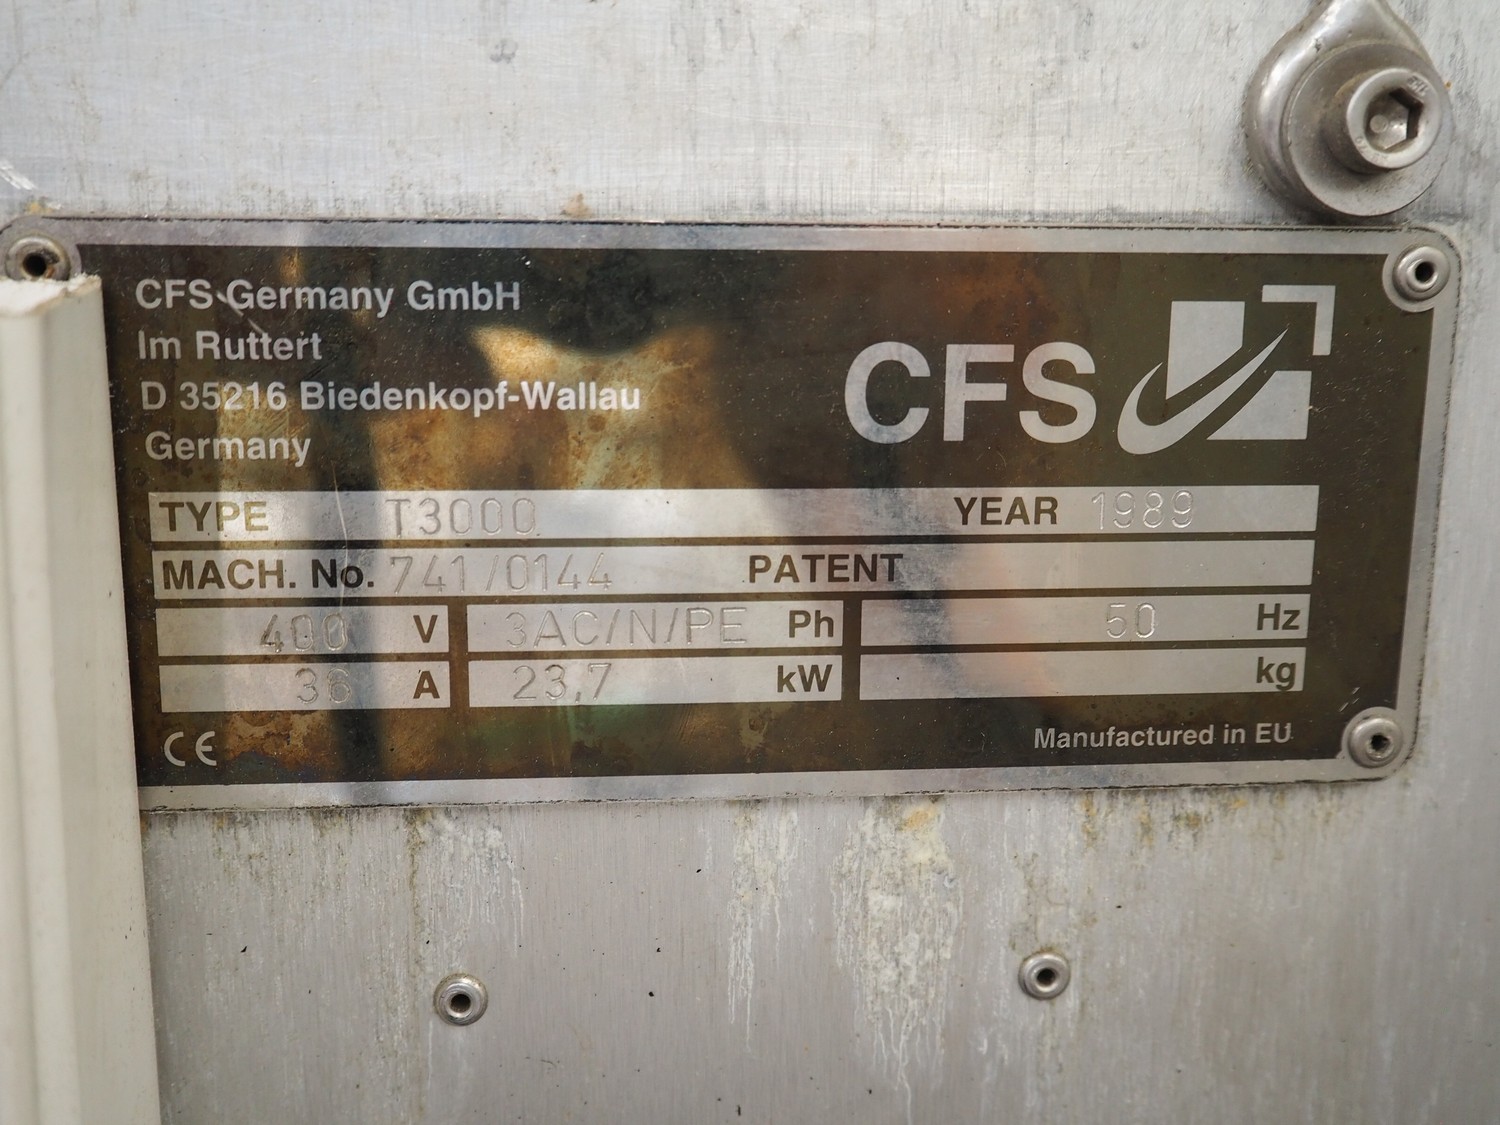 CFS Germany GmbH
Im Ruttert
D 35216 Biedenkopf-Wallau
Germany
CFS
TYPE T3000 YEAR 1989
MACH. No. 741/0144 PATENT
400 V 3AC/N/PE Ph 50 Hz
36 A 23,7 kW kg
CE Manufactured in EU